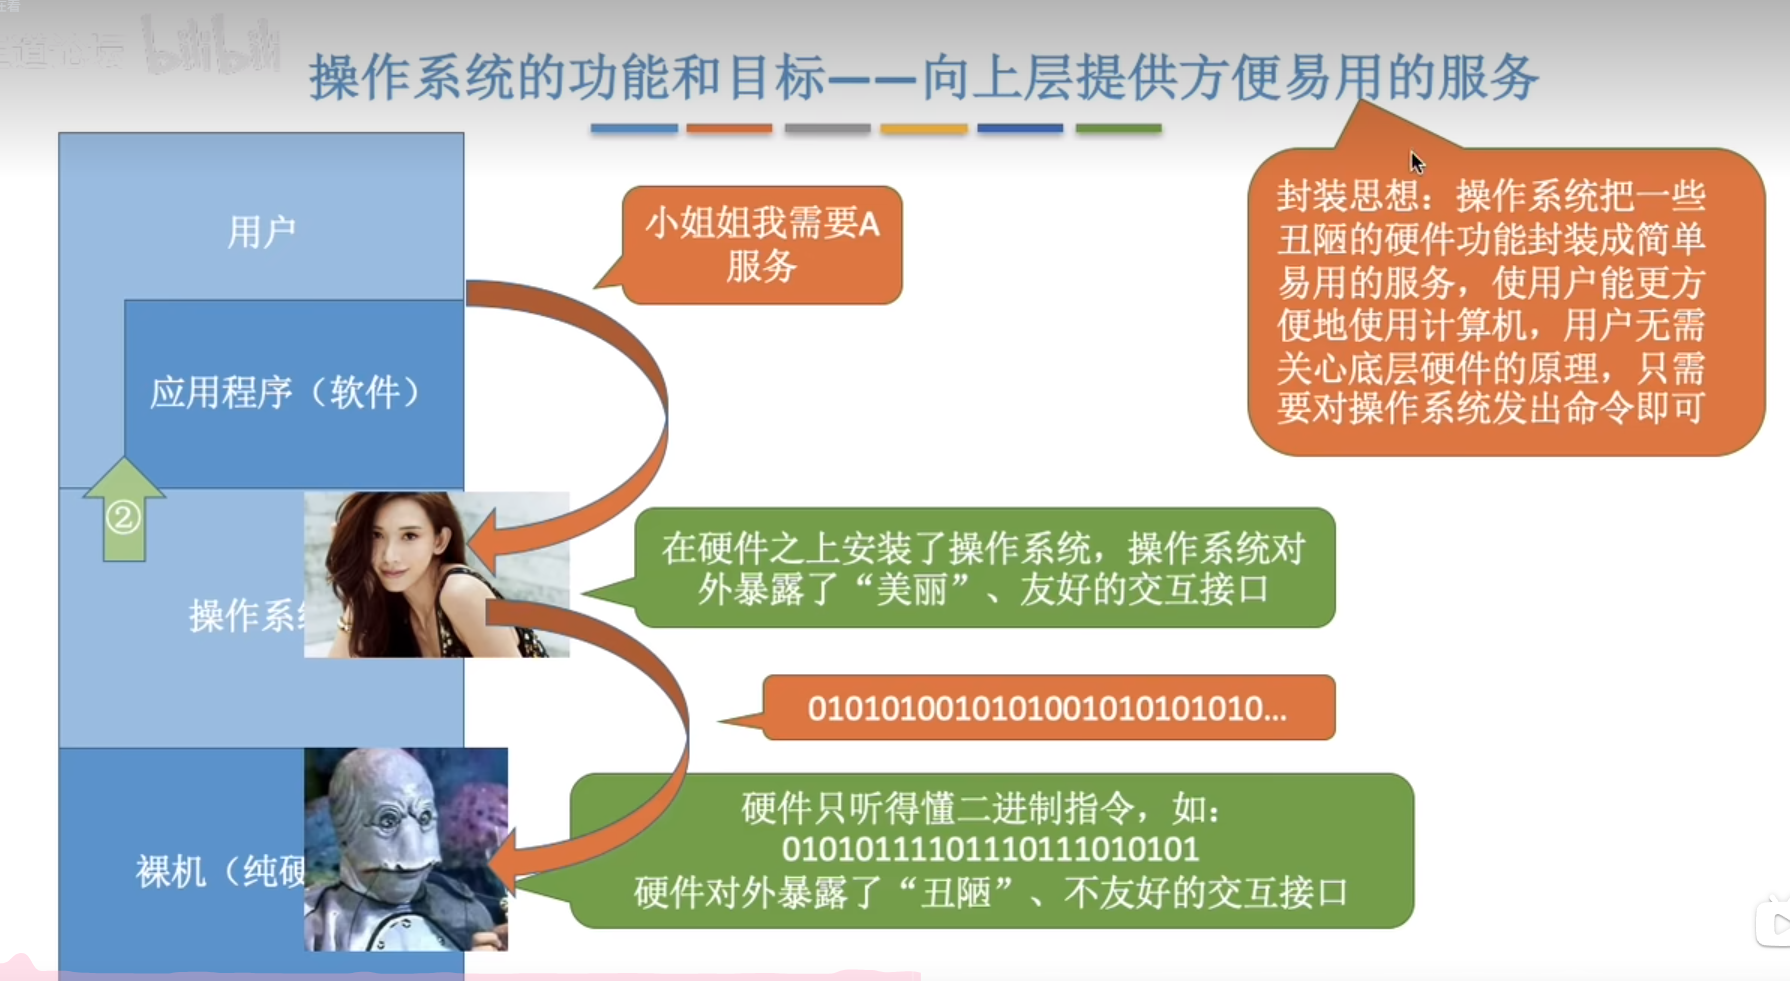 在看
道论坛 bilibili
操作系统的功能和目标——向上层提供方便易用的服务
用户
应用程序（软件）
②
操作系
裸机（纯硬
小姐姐我需要A
服务
封装思想：操作系统把一些
丑陋的硬件功能封装成简单
易用的服务，使用户能更方
便地使用计算机，用户无需
关心底层硬件的原理，只需
要对操作系统发出命令即可
在硬件之上安装了操作系统，操作系统对
外暴露了“美丽”、友好的交互接口
0101010010101001010101010...
硬件只听得懂二进制指令，如：
01010111101110111010101
硬件对外暴露了“丑陋”、不友好的交互接口